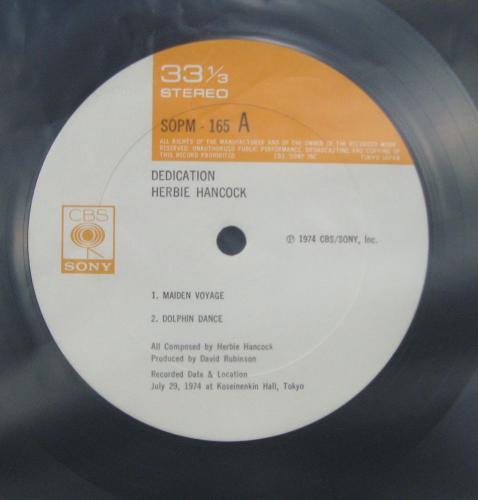 33 1/3
STEREO
SOPM - 165 A
ALL RIGHTS OF THE MANUFACTURER AND OF THE OWNER OF THE RECORDED WORK
RESERVED. UNAUTHORIZED PUBLIC PERFORMANCE, BROADCASTING AND COPYING OF
THIS RECORD PROHIBITED CBS/SONY INC. TOKYO JAPAN
DEDICATION
HERBIE HANCOCK
CBS
SONY
℗ 1974 CBS/SONY, Inc.
1. MAIDEN VOYAGE
2. DOLPHIN DANCE
All Composed by Herbie Hancock
Produced by David Rubinson
Recorded Data & Location
July 29, 1974 at Koseinenkin Hall, Tokyo